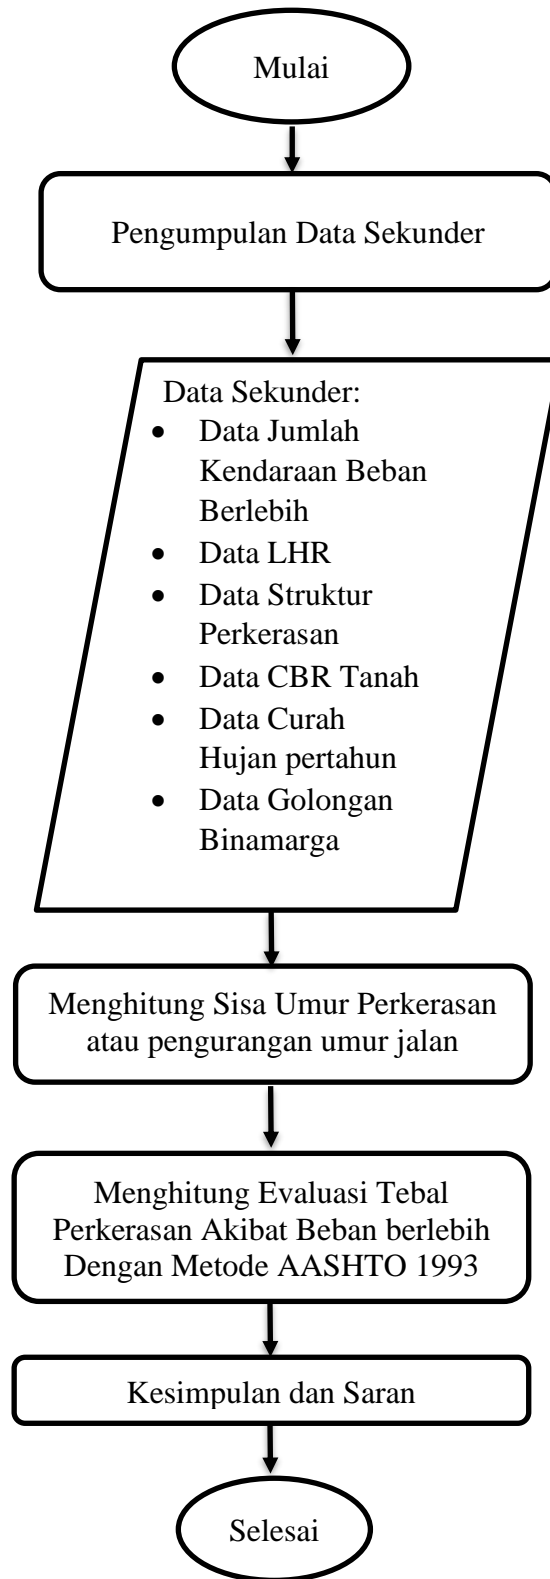 Mulai
Pengumpulan Data Sekunder
Data Sekunder:
• Data Jumlah
Kendaraan Beban
Berlebih
• Data LHR
• Data Struktur
Perkerasan
• Data CBR Tanah
• Data Curah
Hujan pertahun
• Data Golongan
Binamarga
Menghitung Sisa Umur Perkerasan
atau pengurangan umur jalan
Menghitung Evaluasi Tebal
Perkerasan Akibat Beban berlebih
Dengan Metode AASHTO 1993
Kesimpulan dan Saran
Selesai